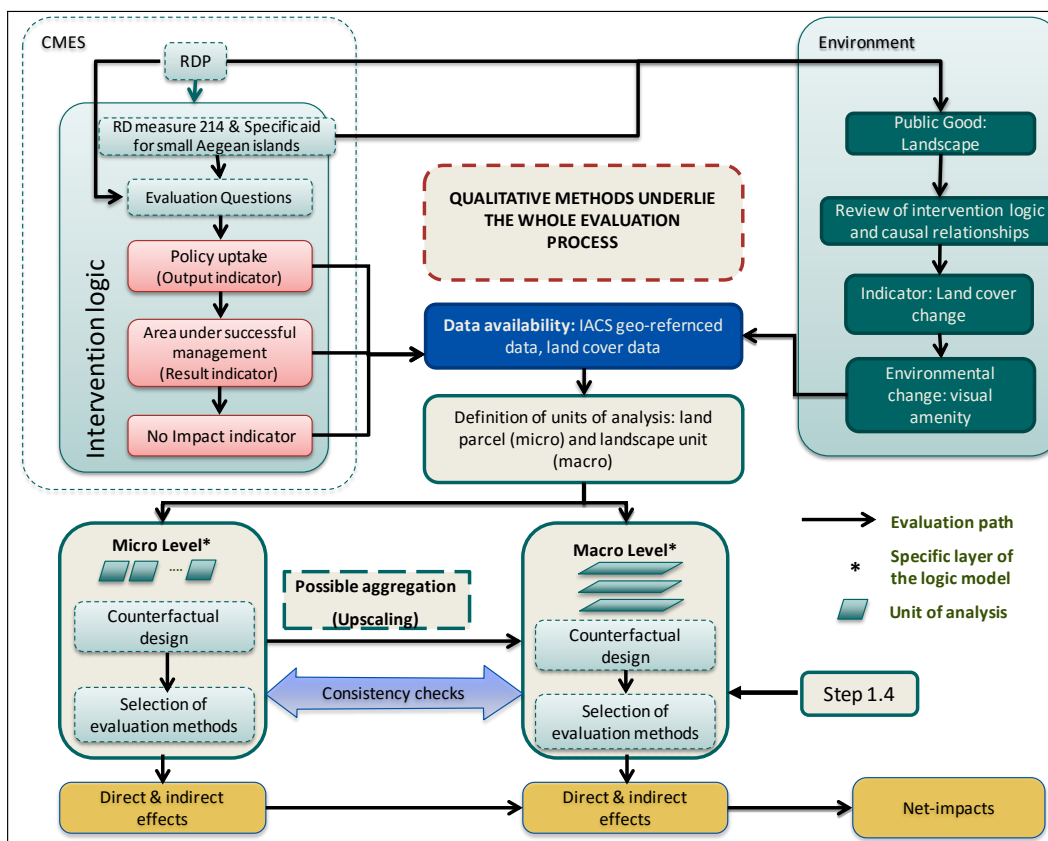 CMES
RDP
RD measure 214 & Specific aid
for small Aegean islands
Evaluation Questions
Policy uptake
(Output indicator)
Area under successful
management
(Result indicator)
No Impact indicator
Intervention logic
QUALITATIVE METHODS UNDERLIE
THE WHOLE EVALUATION
PROCESS
Environment
Public Good:
Landscape
Review of intervention logic
and causal relationships
Indicator: Land cover
change
Environmental
change: visual
amenity
Data availability: IACS geo-refernced
data, land cover data
Definition of units of analysis: land
parcel (micro) and landscape unit
(macro)
Micro Level*
....
Counterfactual
design
Selection of
evaluation methods
Possible aggregation
(Upscaling)
Consistency checks
Macro Level*
Counterfactual
design
Selection of
evaluation methods
Evaluation path
* Specific layer of
the logic model
Unit of analysis
Step 1.4
Direct & indirect
effects
Direct & indirect
effects
Net-impacts